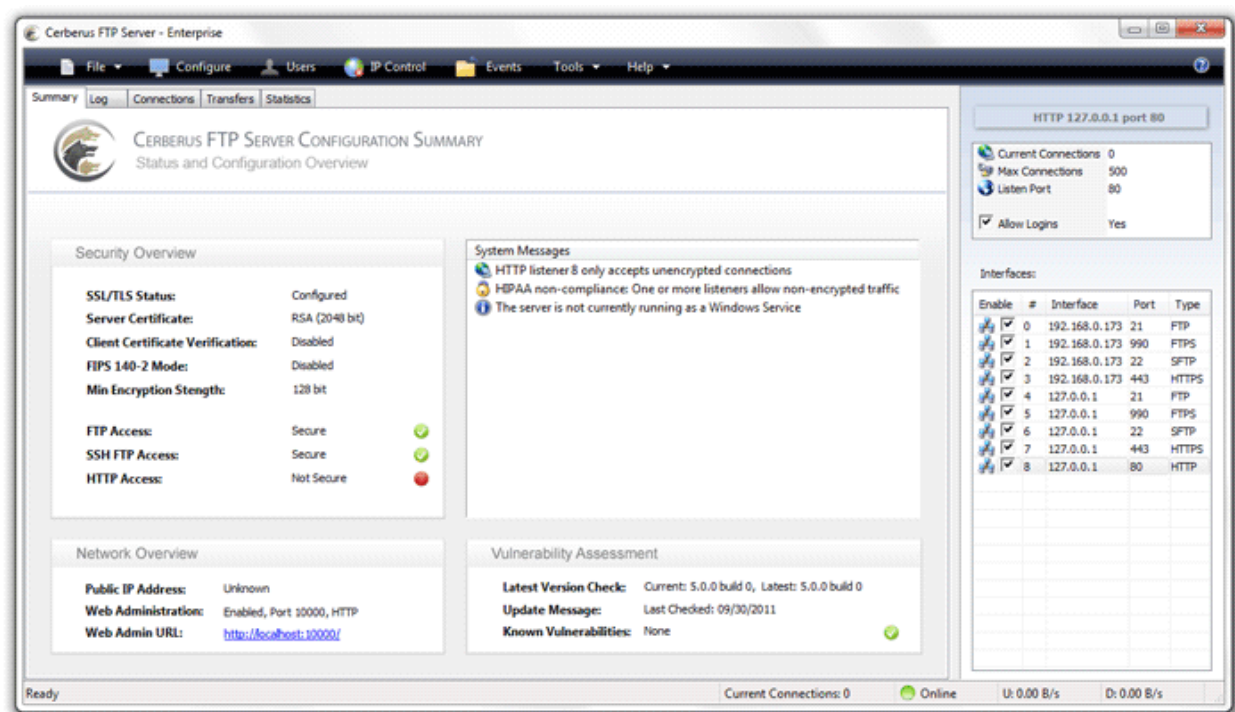 Cerberus FTP Server - Enterprise
File Configure Users IP Control Events Tools Help
Summary Log Connections Transfers Statistics
CERBERUS FTP SERVER CONFIGURATION SUMMARY
Status and Configuration Overview
Security Overview
SSL/TLS Status: Configured
Server Certificate: RSA (2048 bit)
Client Certificate Verification: Disabled
FIPS 140-2 Mode: Disabled
Min Encryption Stength: 128 bit
FTP Access: Secure
SSH FTP Access: Secure
HTTP Access: Not Secure
System Messages
HTTP listener 8 only accepts unencrypted connections
HIPAA non-compliance: One or more listeners allow non-encrypted traffic
The server is not currently running as a Windows Service
Network Overview
Public IP Address: Unknown
Web Administration: Enabled, Port 10000, HTTP
Web Admin URL: http://localhost:10000/
Vulnerability Assessment
Latest Version Check: Current: 5.0.0 build 0, Latest: 5.0.0 build 0
Update Message: Last Checked: 09/30/2011
Known Vulnerabilities: None
HTTP 127.0.0.1 port 80
Current Connections 0
Max Connections 500
Listen Port 80
Allow Logins Yes
Interfaces:
Enable # Interface Port Type
0 192.168.0.173 21 FTP
1 192.168.0.173 990 FTPS
2 192.168.0.173 22 SFTP
3 192.168.0.173 443 HTTPS
4 127.0.0.1 21 FTP
5 127.0.0.1 990 FTPS
6 127.0.0.1 22 SFTP
7 127.0.0.1 443 HTTPS
8 127.0.0.1 80 HTTP
Ready Current Connections: 0 Online U: 0.00 B/s D: 0.00 B/s